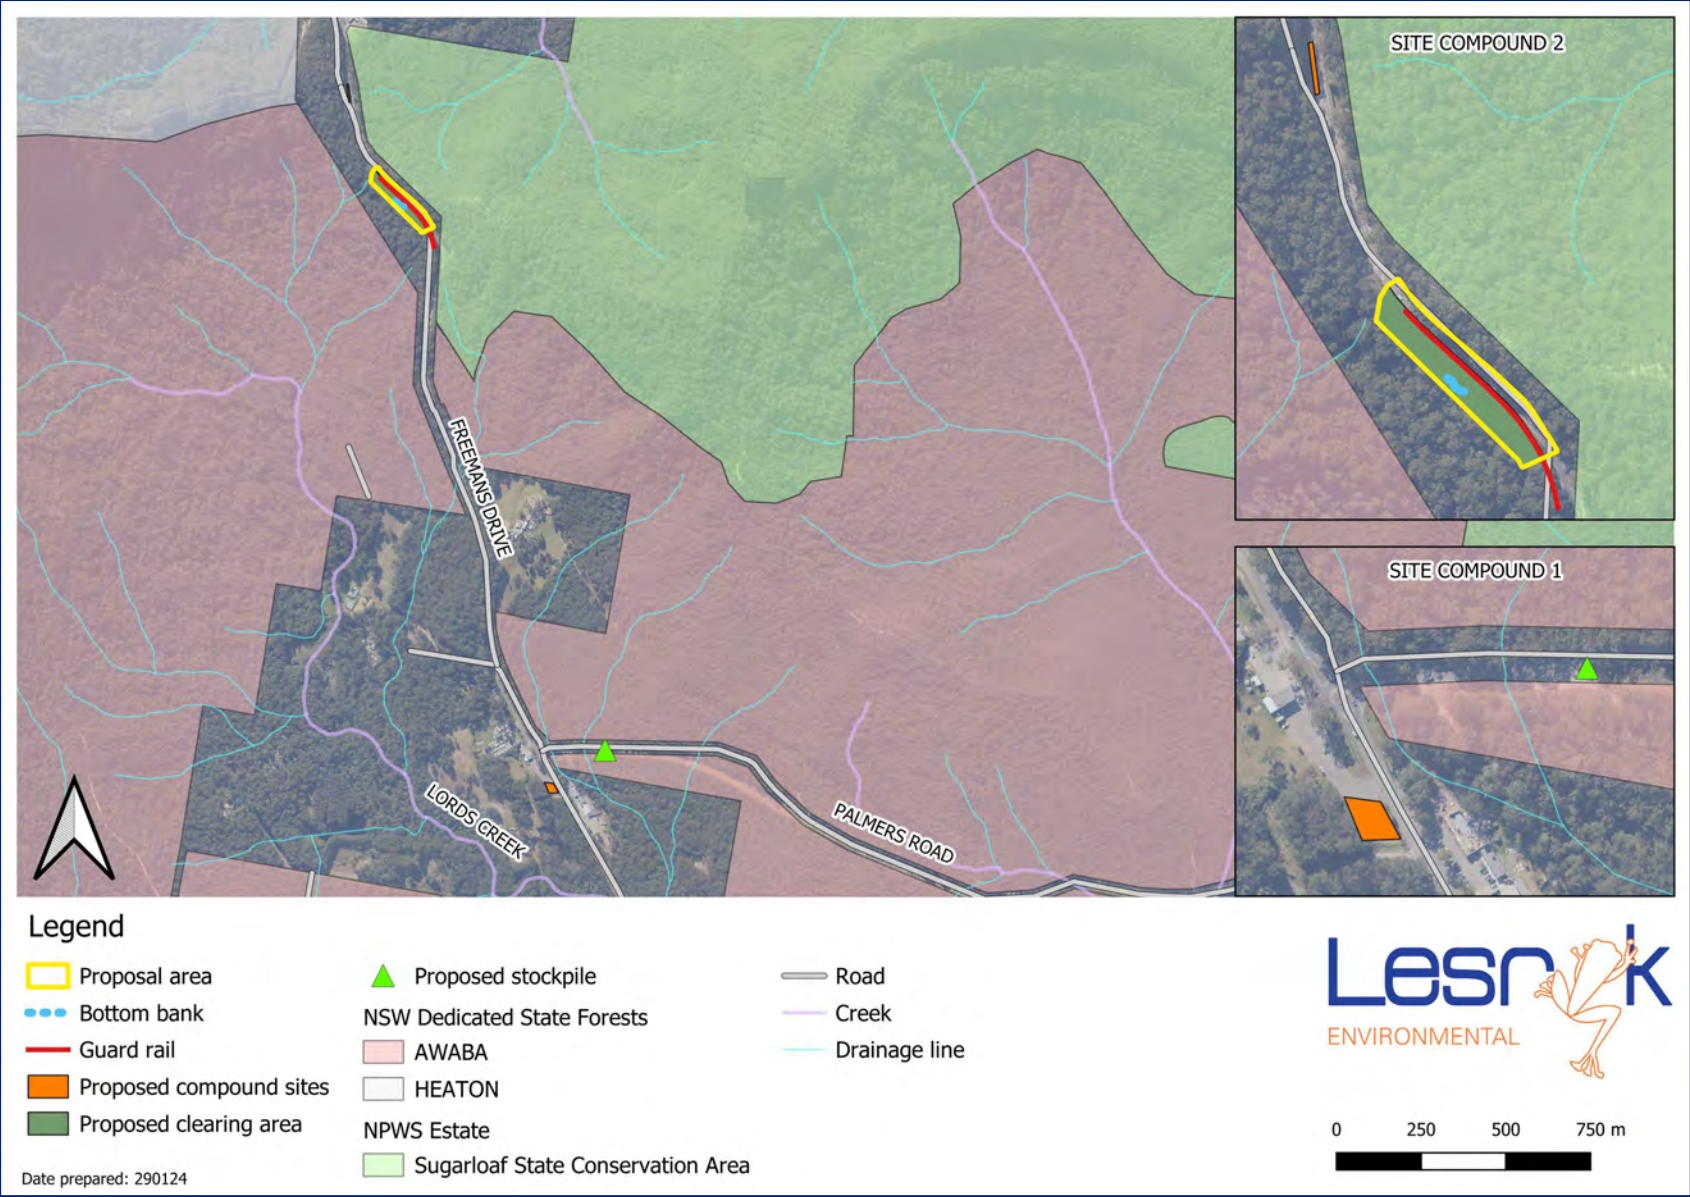 SITE COMPOUND 2
FREEMANS DRIVE
SITE COMPOUND 1
LORDS CREEK
PALMERS ROAD
Legend
Proposal area
Bottom bank
Guard rail
Proposed compound sites
Proposed clearing area
Proposed stockpile
NSW Dedicated State Forests
AWABA
HEATON
NPWS Estate
Sugarloaf State Conservation Area
Road
Creek
Drainage line
Lesryk
ENVIRONMENTAL
0 250 500 750 m
Date prepared: 290124